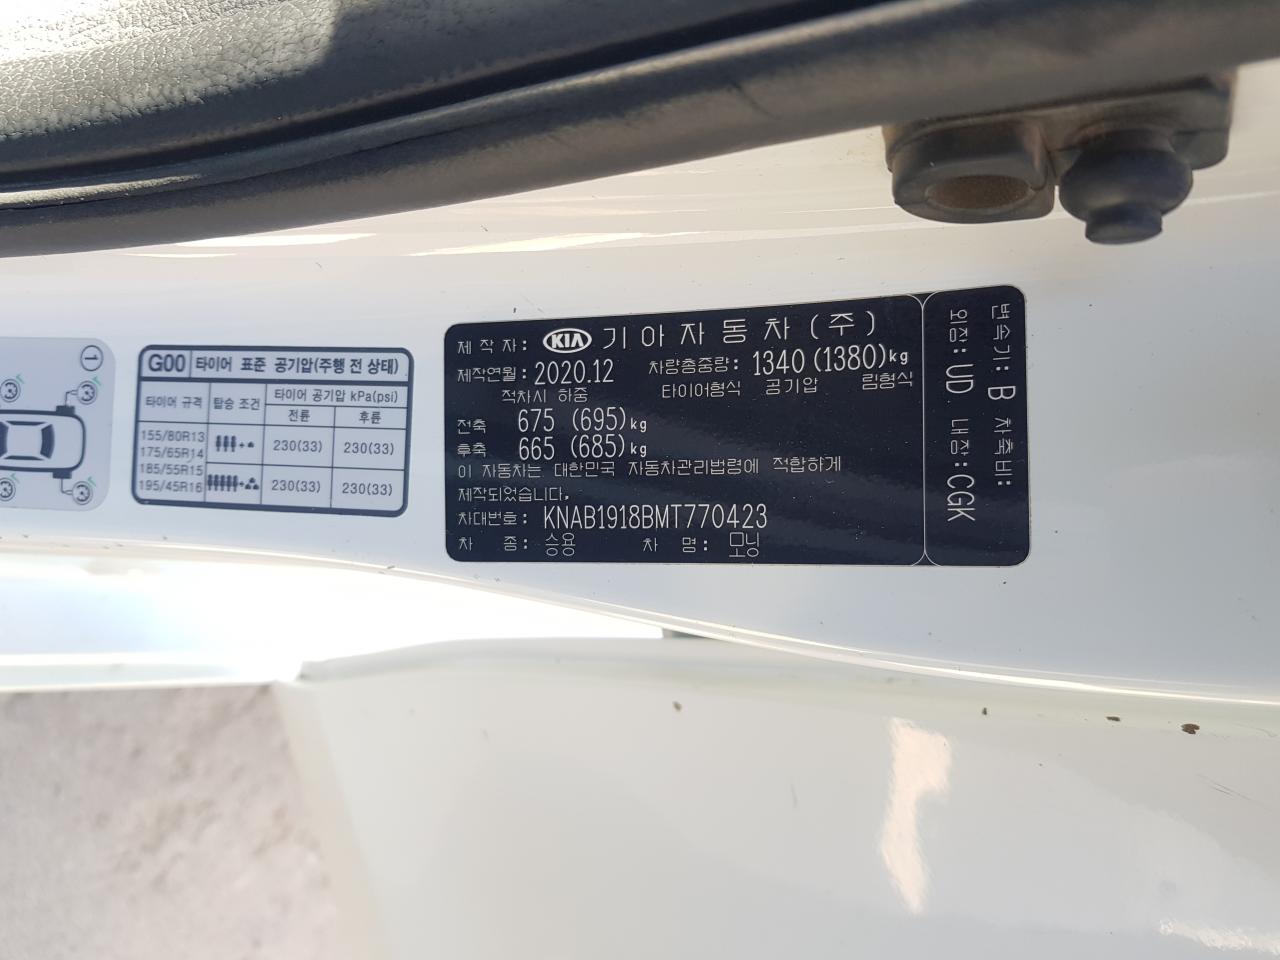 1
G00 타이어 표준 공기압(주행 전 상태)
타이어 규격 탑승 조건 타이어 공기압 kPa(psi)
전륜 후륜
155/80R13
175/65R14
185/55R15
195/45R16
230(33) 230(33)
230(33) 230(33)
제 작 자: KIA 기아자동차(주)
제작연월: 2020.12 차량총중량: 1340 (1380)kg
적차시 하중 타이어형식 공기압 림형식
전축 675 (695)kg
후축 665 (685)kg
이 자동차는 대한민국 자동차관리법령에 적합하게
제작되었습니다.
차대번호: KNAB1918BMT770423
차 종: 승용 차 명: 모닝
변속기: B 차축비:
외장: UD 내장: CGK